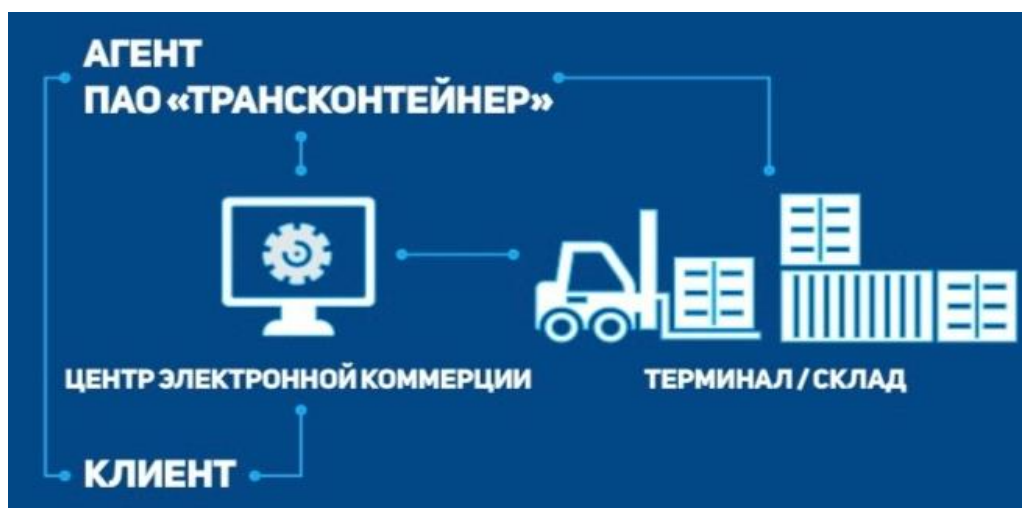 АГЕНТ
ПАО «ТРАНСКОНТЕЙНЕР»
ЦЕНТР ЭЛЕКТРОННОЙ КОММЕРЦИИ
ТЕРМИНАЛ / СКЛАД
КЛИЕНТ